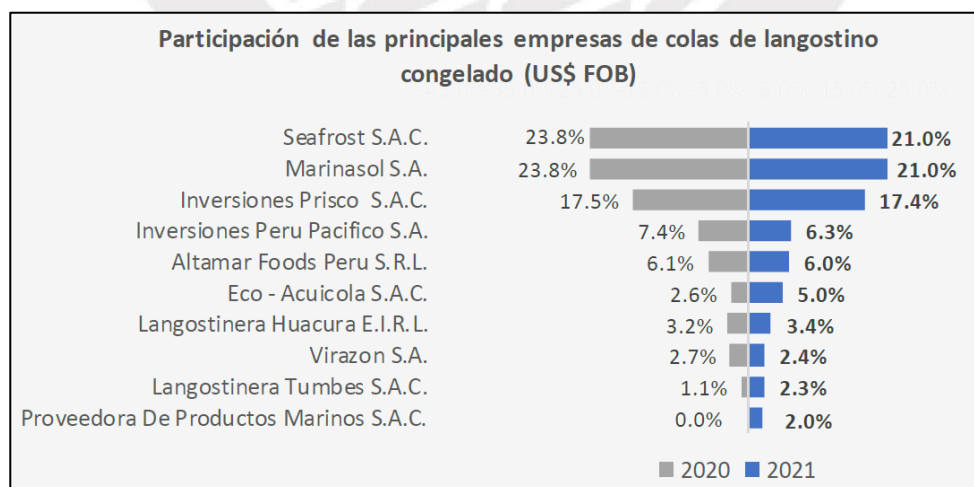 Participación de las principales empresas de colas de langostino
congelado (US$ FOB)
Seafrost S.A.C. 23.8% 21.0%
Marinasol S.A. 23.8% 21.0%
Inversiones Prisco S.A.C. 17.5% 17.4%
Inversiones Peru Pacifico S.A. 7.4% 6.3%
Altamar Foods Peru S.R.L. 6.1% 6.0%
Eco - Acuicola S.A.C. 2.6% 5.0%
Langostinera Huacura E.I.R.L. 3.2% 3.4%
Virazon S.A. 2.7% 2.4%
Langostinera Tumbes S.A.C. 1.1% 2.3%
Proveedora De Productos Marinos S.A.C. 0.0% 2.0%
2020 2021